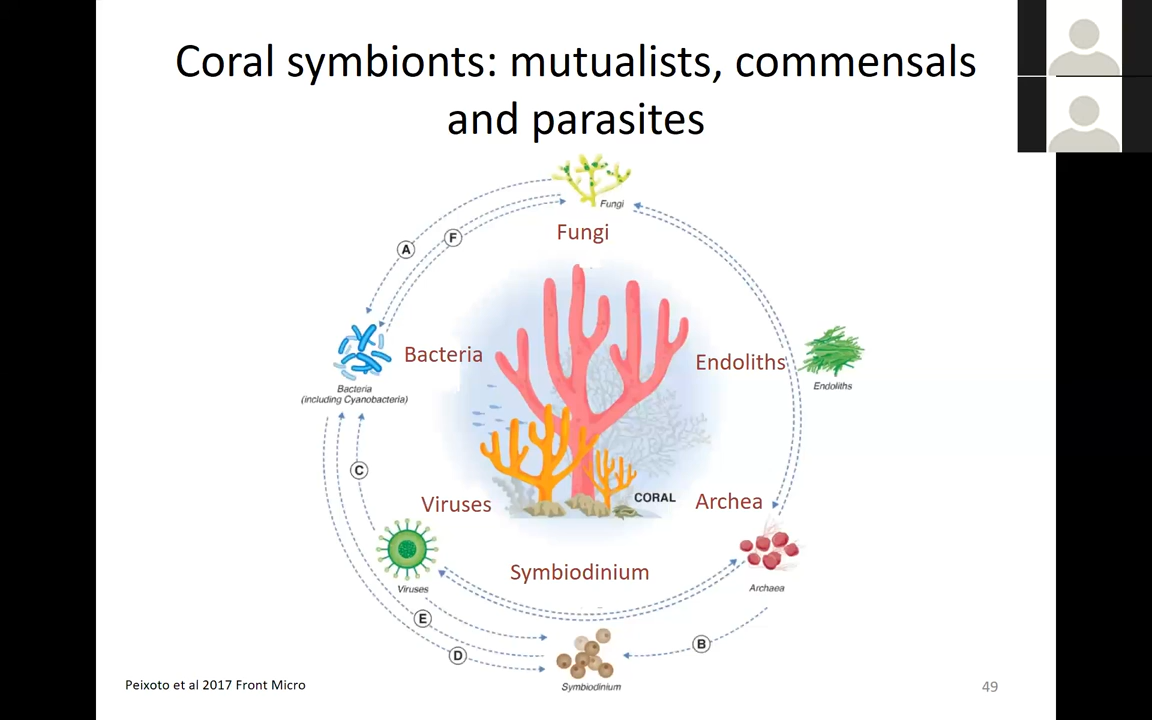 Coral symbionts: mutualists, commensals
and parasites
Fungi
Fungi
A
F
Bacteria
Endoliths
Bacteria
(including Cyanobacteria)
Endoliths
C
Viruses
CORAL
Archea
Symbiodinium
Viruses
Archaea
E
D
B
Symbiodinium
Peixoto et al 2017 Front Micro
49